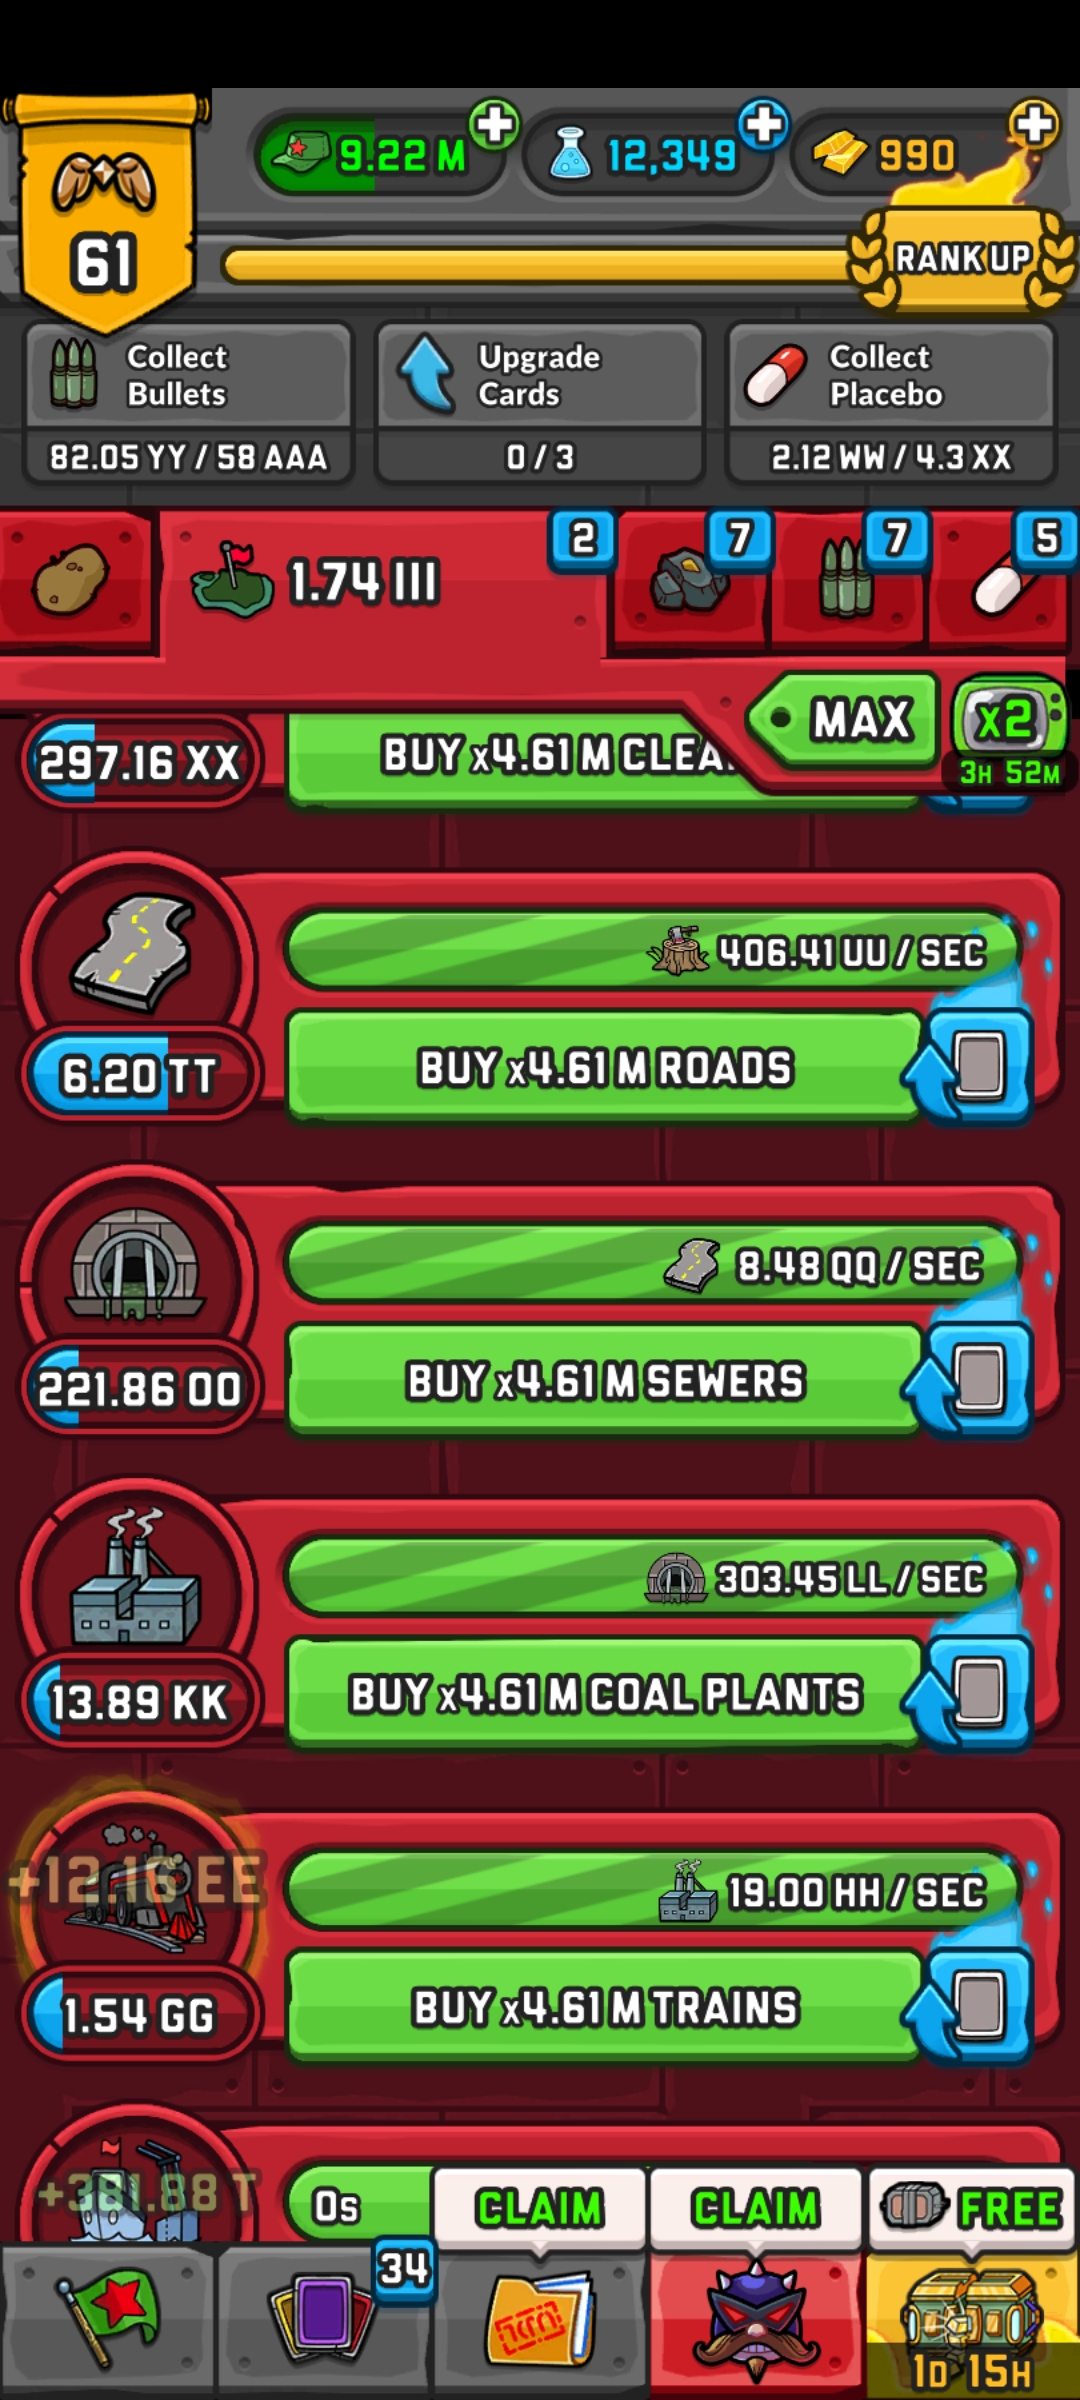 9.22 M
12,349
990
61
RANK UP
Collect
Bullets
82.05 YY / 58 AAA
Upgrade
Cards
0 / 3
Collect
Placebo
2.12 WW / 4.3 XX
1.74 III
2
7
7
5
MAX
x2
3H 52M
297.16 XX
BUY x4.61 M CLEA
406.41 UU / SEC
6.20 TT
BUY x4.61 M ROADS
8.48 QQ / SEC
221.86 OO
BUY x4.61 M SEWERS
303.45 LL / SEC
13.89 KK
BUY x4.61 M COAL PLANTS
+12.16 EE
19.00 HH / SEC
1.54 GG
BUY x4.61 M TRAINS
0s
CLAIM
CLAIM
FREE
34
1D 15H